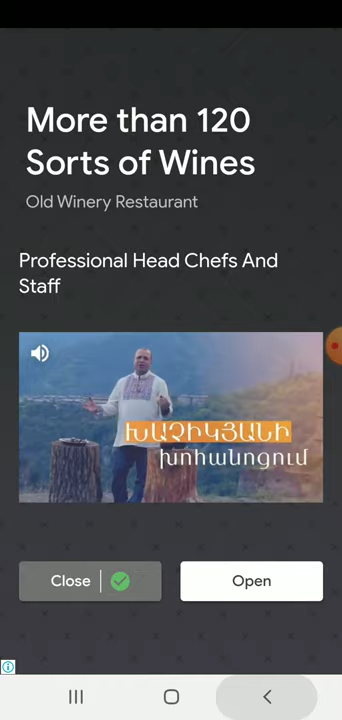 More than 120
Sorts of Wines
Old Winery Restaurant
Professional Head Chefs And
Staff
ԽԱՉԻԿՅԱՆԻ
խոհանոցում
Close
Open